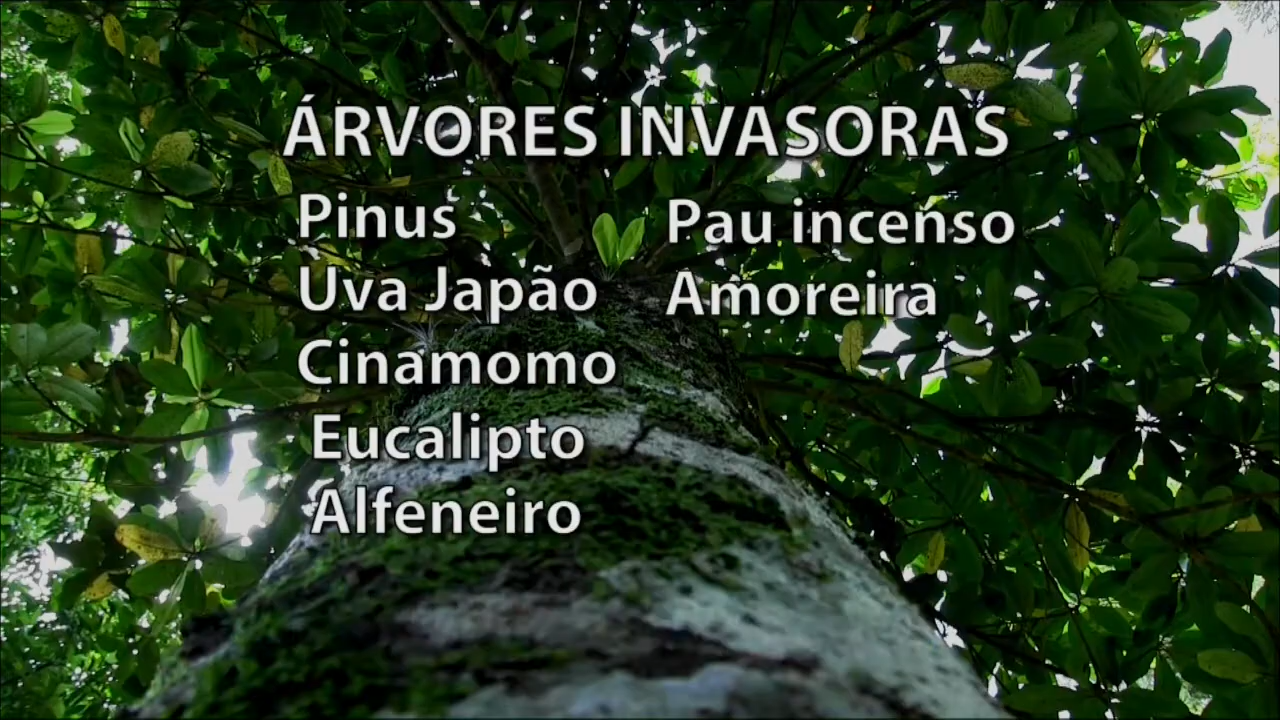 ÁRVORES INVASORAS
Pinus
Uva Japão
Cinamomo
Eucalipto
Alfeneiro
Pau incenso
Amoreira